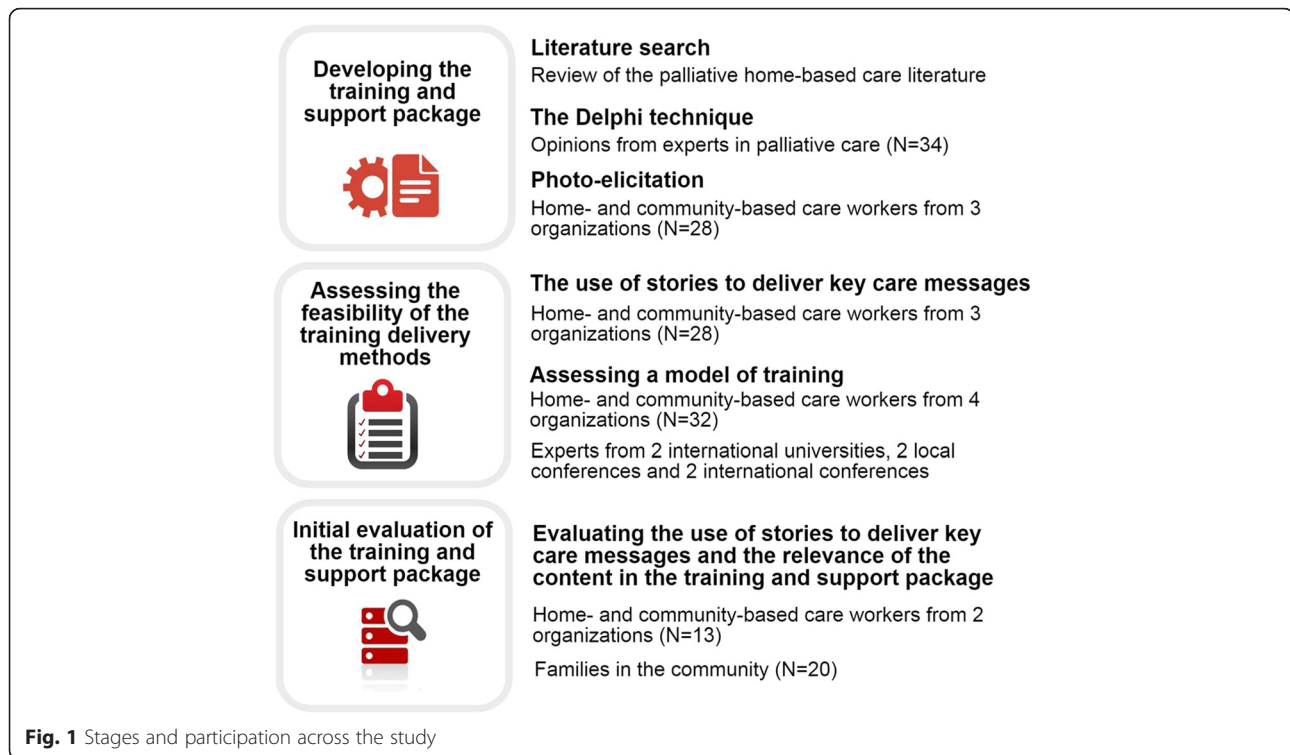 Developing the
training and
support package
Literature search
Review of the palliative home-based care literature
The Delphi technique
Opinions from experts in palliative care (N=34)
Photo-elicitation
Home- and community-based care workers from 3
organizations (N=28)
Assessing the
feasibility of the
training delivery
methods
The use of stories to deliver key care messages
Home- and community-based care workers from 3
organizations (N=28)
Assessing a model of training
Home- and community-based care workers from 4
organizations (N=32)
Experts from 2 international universities, 2 local
conferences and 2 international conferences
Initial evaluation of
the training and
support package
Evaluating the use of stories to deliver key
care messages and the relevance of the
content in the training and support package
Home- and community-based care workers from 2
organizations (N=13)
Families in the community (N=20)
Fig. 1 Stages and participation across the study